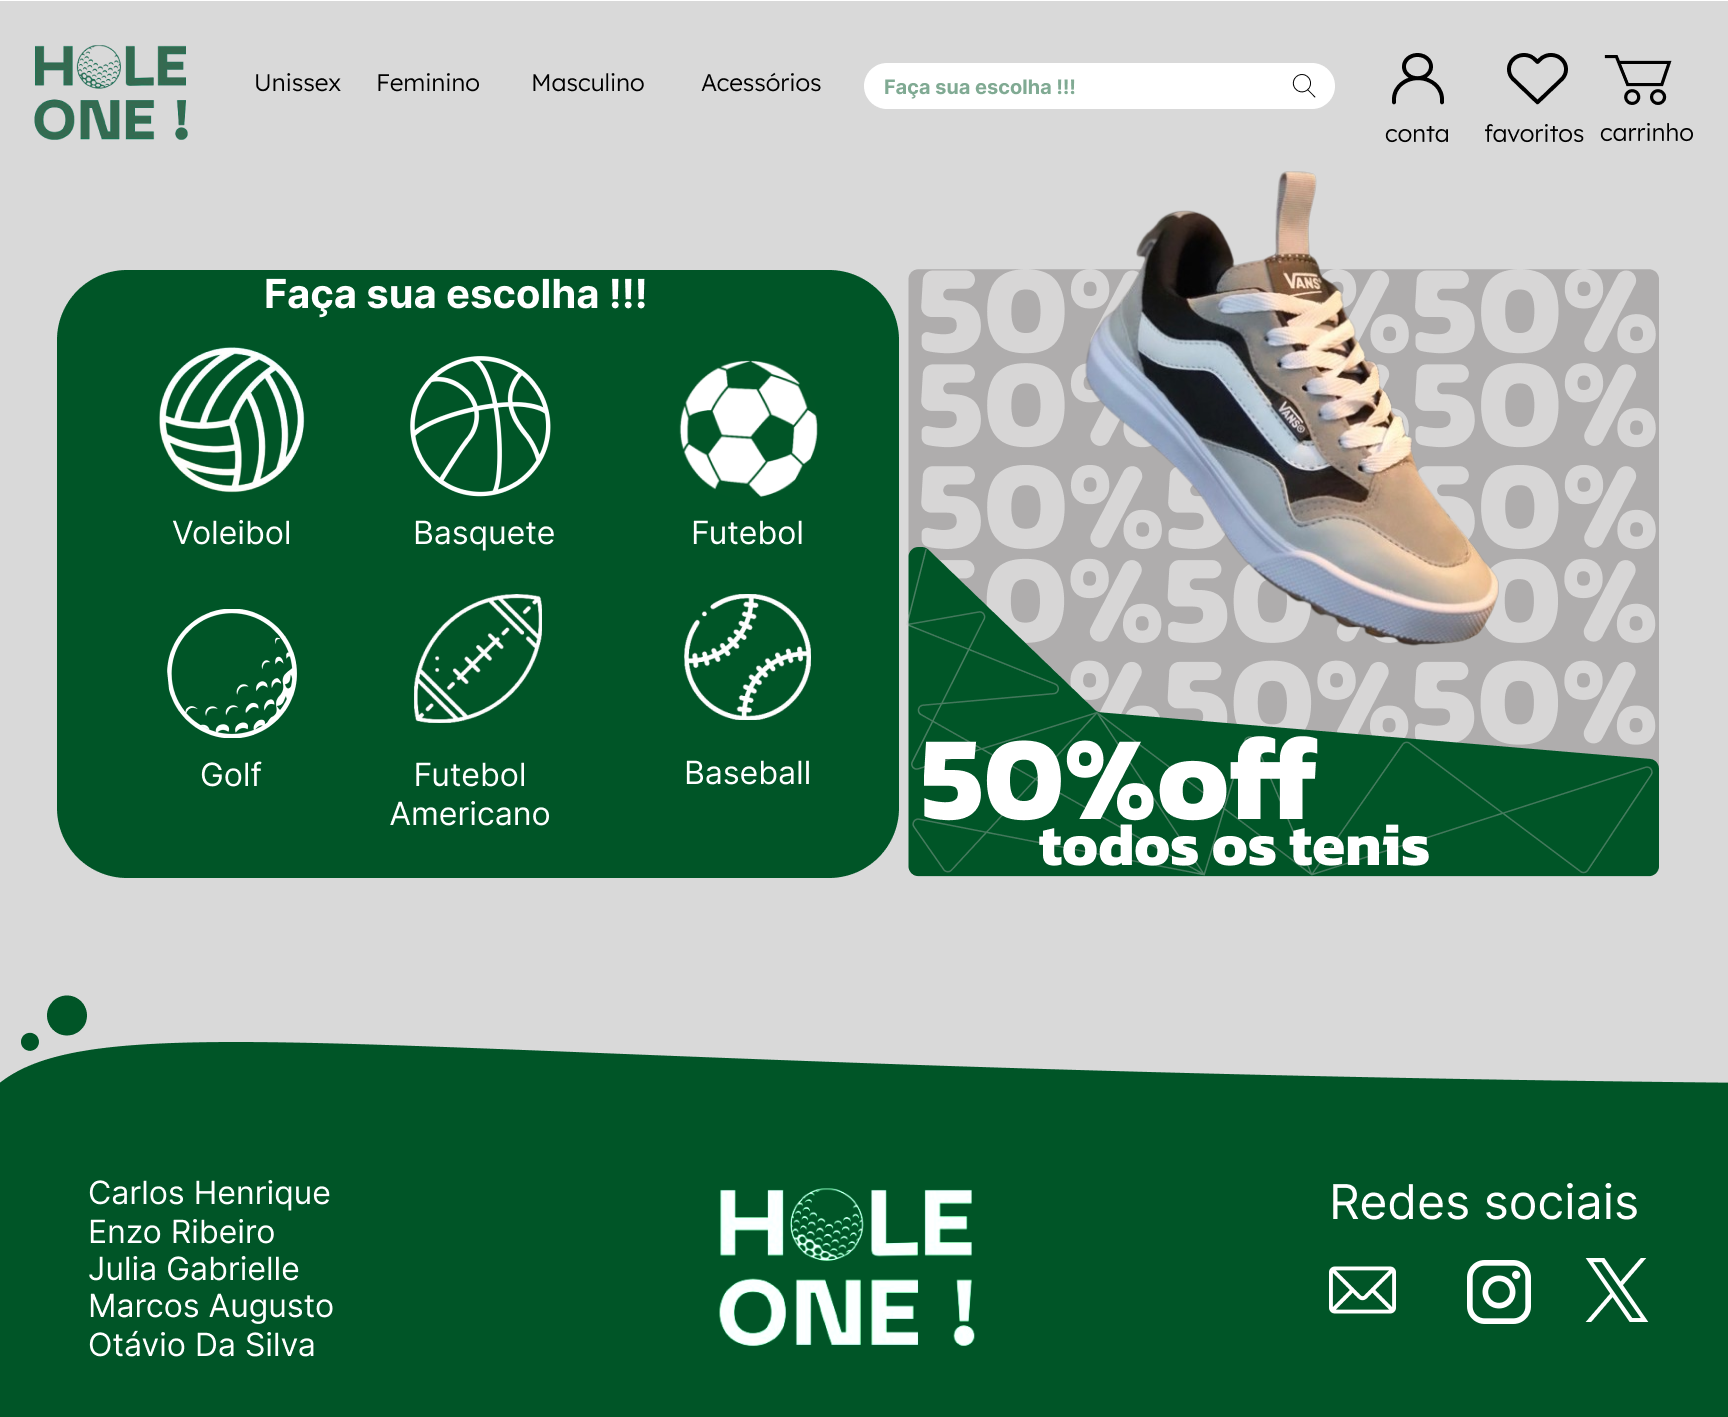 HOLE
ONE !
Unissex Feminino Masculino Acessórios
Faça sua escolha !!!
conta favoritos carrinho
Faça sua escolha !!!
Voleibol Basquete Futebol
Golf Futebol Americano Baseball
VANS
VANS
50% %50%
50% %50%
50%5 50%
50%50% 50%
%50%50%
50%off
todos os tenis
Carlos Henrique
Enzo Ribeiro
Julia Gabrielle
Marcos Augusto
Otávio Da Silva
HOLE
ONE !
Redes sociais